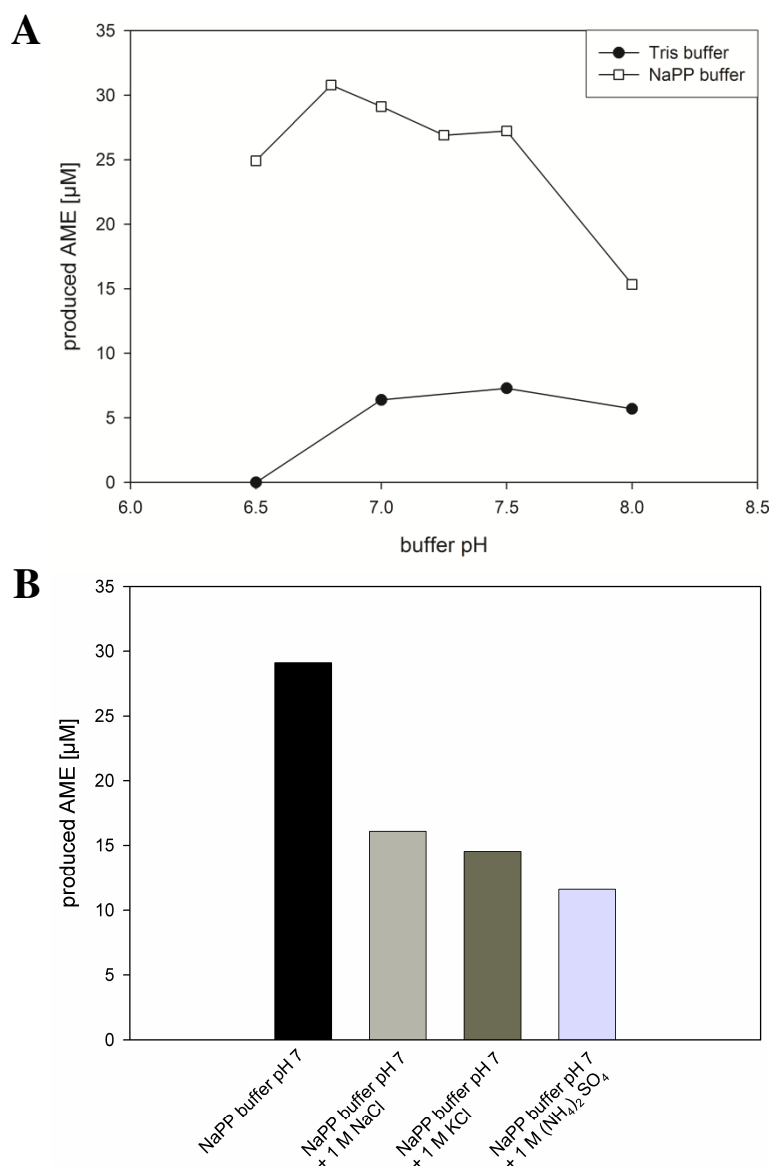 A
35
30
25
20
15
10
5
0
produced AME [µM]
Tris buffer
NaPP buffer
6.0 6.5 7.0 7.5 8.0 8.5
buffer pH
B
35
30
25
20
15
10
5
0
produced AME [µM]
NaPP buffer pH 7
NaPP buffer pH 7
+ 1 M NaCl
NaPP buffer pH 7
+ 1 M KCl
NaPP buffer pH 7
+ 1 M (NH₄)₂SO₄